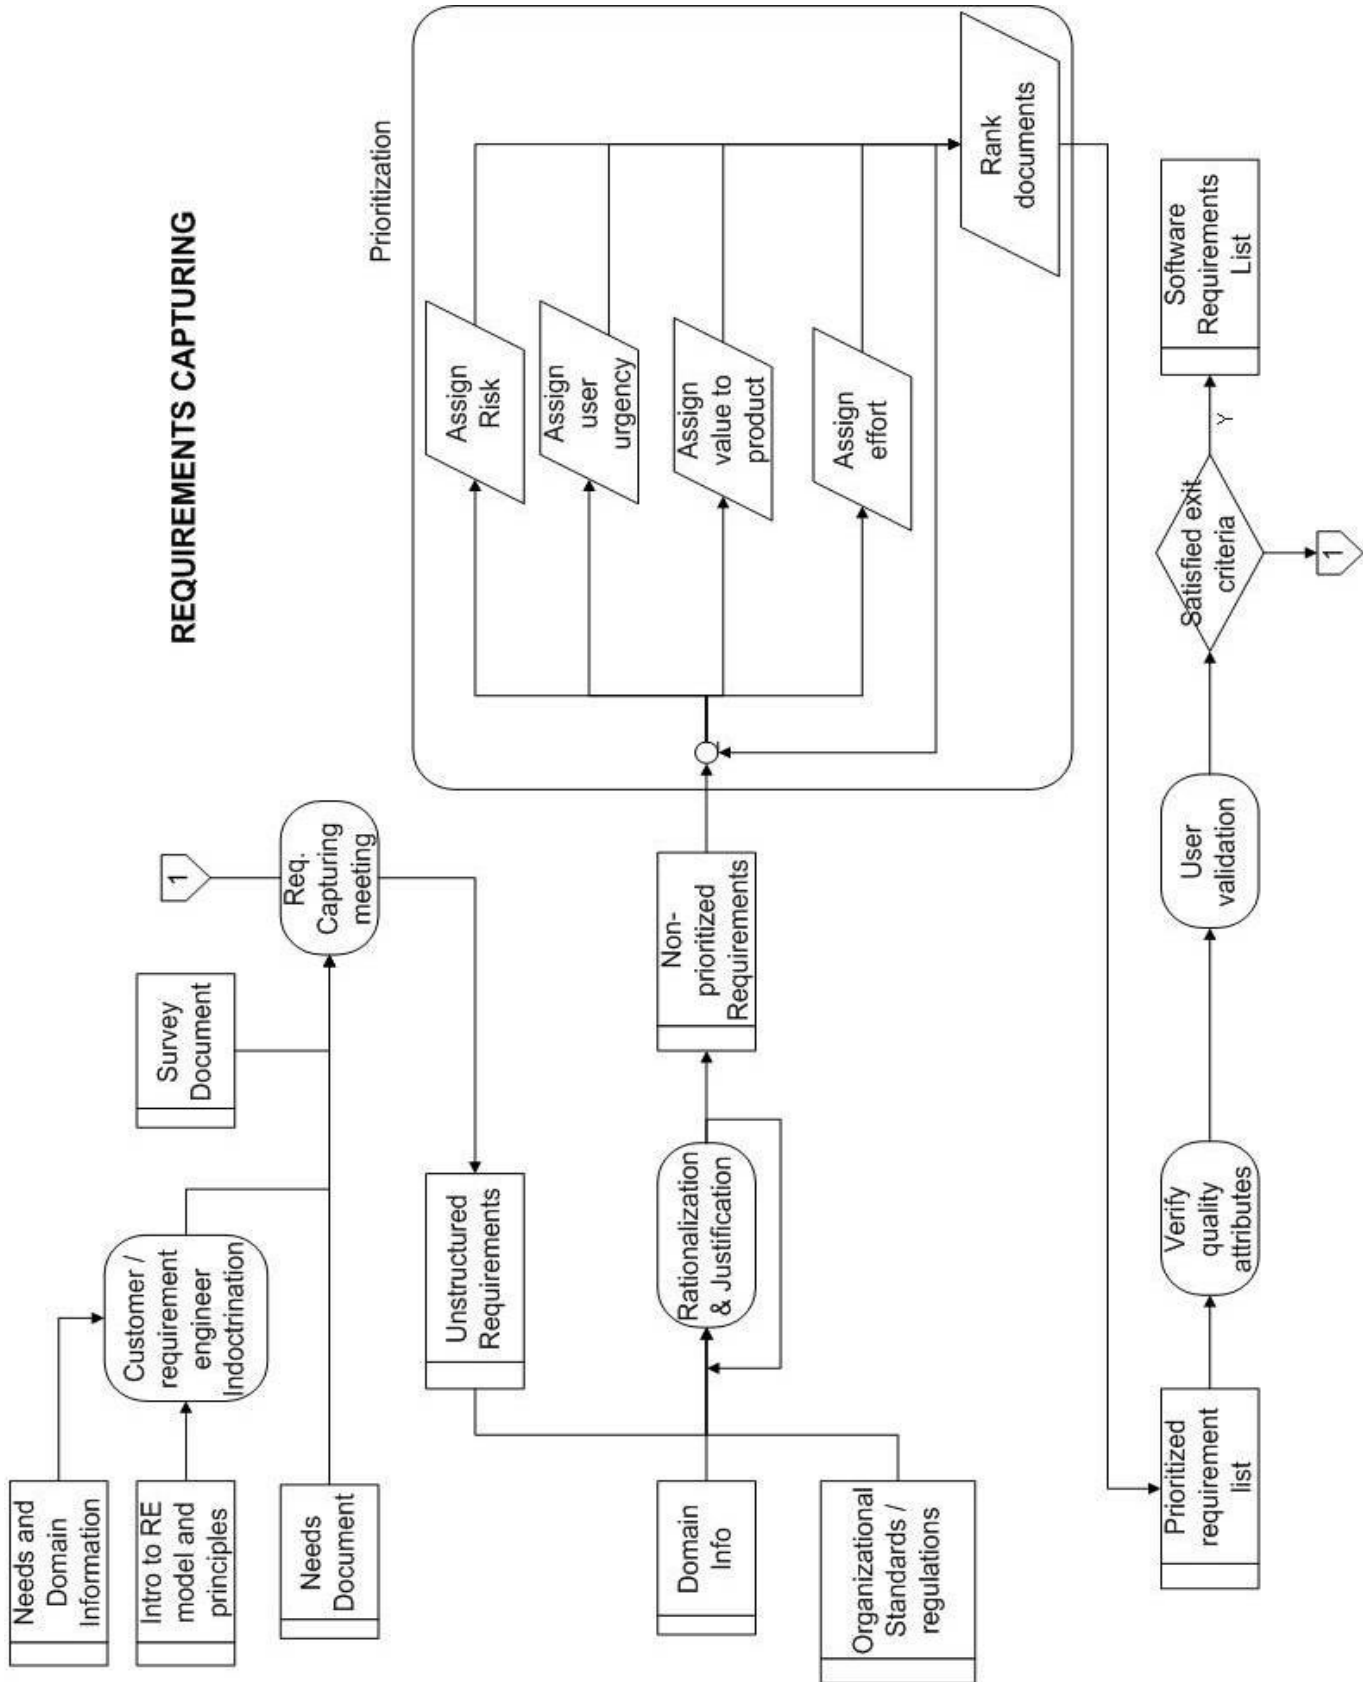 REQUIREMENTS CAPTURING
Needs and
Domain
Information
Intro to RE
model and
principles
Needs
Document
Customer /
requirement
engineer
Indoctrination
Survey
Document
1
Req.
Capturing
meeting
Unstructured
Requirements
Domain
Info
Organizational
Standards /
regulations
Rationalization
& Justification
Non-
prioritized
Requirements
Prioritization
Assign
Risk
Assign
user
urgency
Assign
value to
product
Assign
effort
Rank
documents
Prioritized
requirement
list
Verify
quality
attributes
User
validation
Satisfied exit
criteria
Y
1
Software
Requirements
List